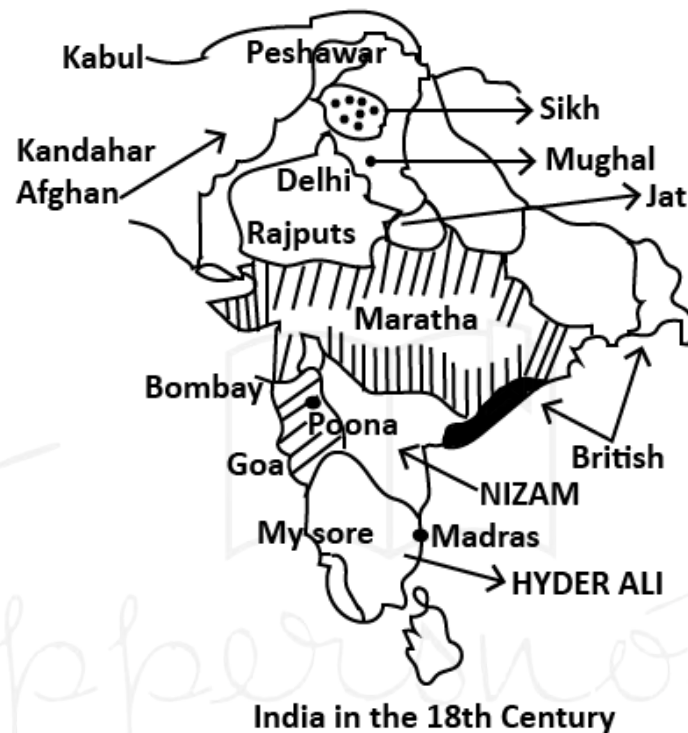 Kabul
Peshawar
Sikh
Kandahar
Afghan
Mughal
Delhi
Jat
Rajputs
Maratha
Bombay
Poona
Goa
British
NIZAM
My sore
Madras
HYDER ALI
India in the 18th Century